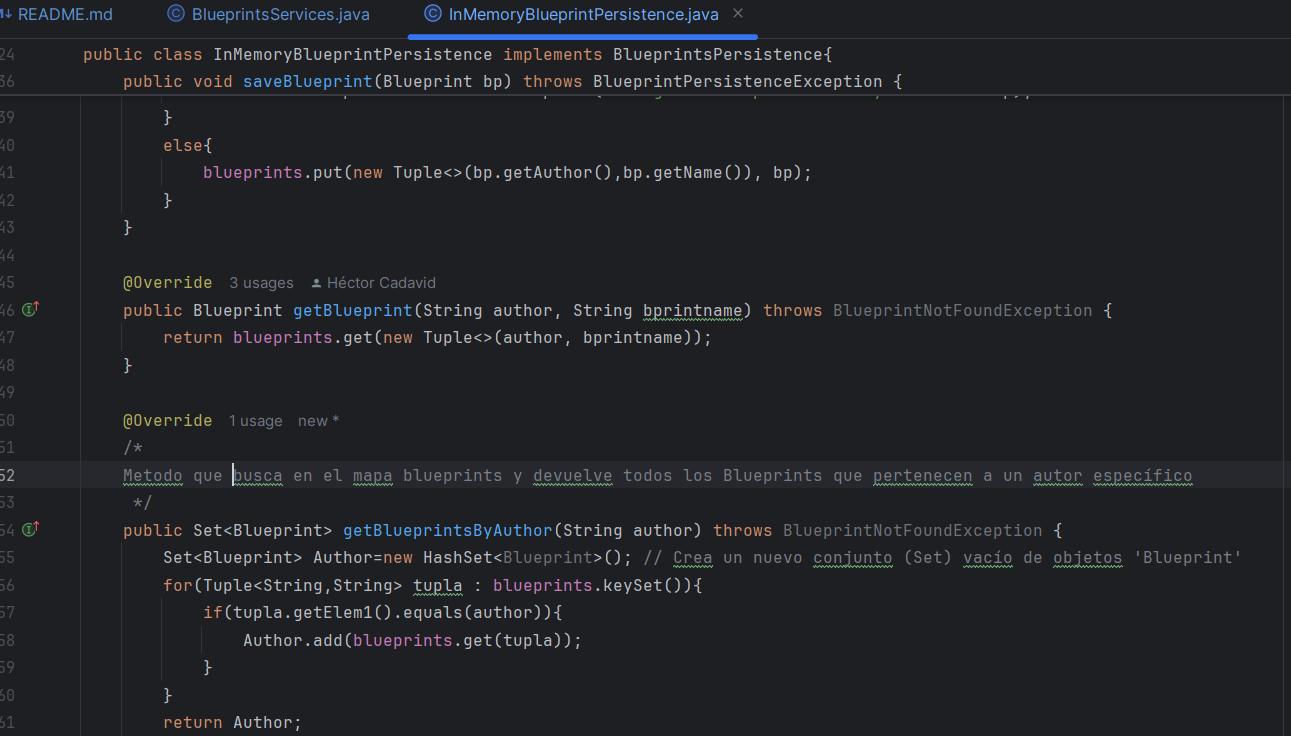 README.md BlueprintsServices.java InMemoryBlueprintPersistence.java
24 public class InMemoryBlueprintPersistence implements BlueprintsPersistence{
36 public void saveBlueprint(Blueprint bp) throws BlueprintPersistenceException {
39 }
40 else{
41 blueprints.put(new Tuple<>(bp.getAuthor(),bp.getName()), bp);
42 }
43 }
44
45 @Override 3 usages Héctor Cadavid
46 public Blueprint getBlueprint(String author, String bprintname) throws BlueprintNotFoundException {
47 return blueprints.get(new Tuple<>(author, bprintname));
48 }
49
50 @Override 1 usage new *
51 /*
52 Metodo que busca en el mapa blueprints y devuelve todos los Blueprints que pertenecen a un autor específico
53 */
54 public Set<Blueprint> getBlueprintsByAuthor(String author) throws BlueprintNotFoundException {
55 Set<Blueprint> Author=new HashSet<Blueprint>(); // Crea un nuevo conjunto (Set) vacío de objetos 'Blueprint'
56 for(Tuple<String,String> tupla : blueprints.keySet()){
57 if(tupla.getElem1().equals(author)){
58 Author.add(blueprints.get(tupla));
59 }
60 }
61 return Author;